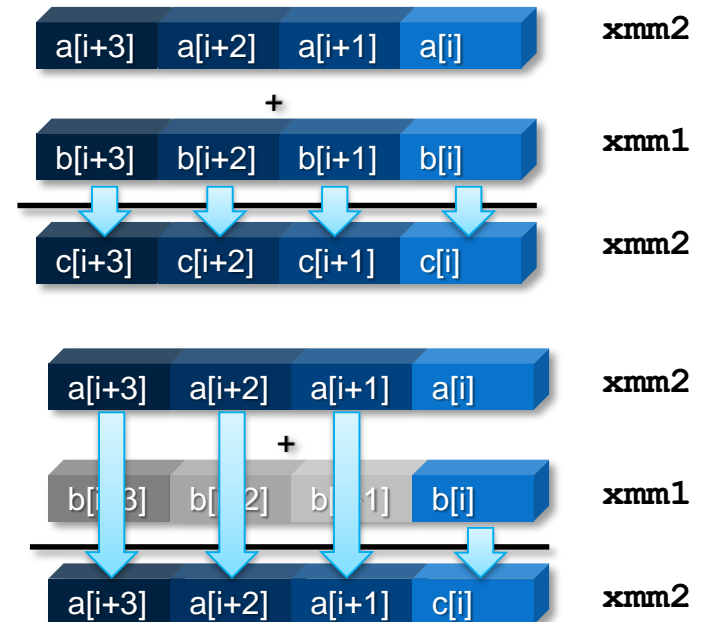 a[i+3] a[i+2] a[i+1] a[i] xmm2
+
b[i+3] b[i+2] b[i+1] b[i] xmm1
c[i+3] c[i+2] c[i+1] c[i] xmm2
a[i+3] a[i+2] a[i+1] a[i] xmm2
+
b[i] xmm1
a[i+3] a[i+2] a[i+1] c[i] xmm2